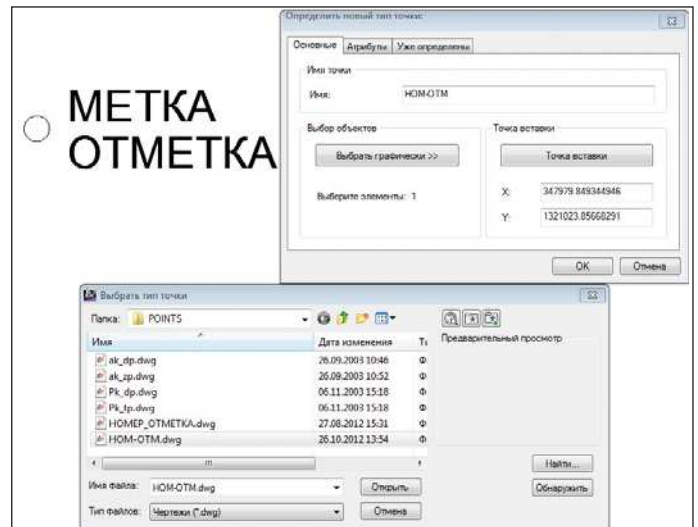 Определить новый тип точки
Основные Атрибуты Уже определены
Имя точки
Имя: НОМ-ОТМ
МЕТКА
ОТМЕТКА
Выбор объектов Точка вставки
Выбрать графически >> Точка вставки
Выберите элементы: 1
X: 347979.849344946
Y: 1321023.85668291
OK Отмена
Выбрать тип точки
Папка: POINTS
Имя Дата изменения Ти
Предварительный просмотр
ak_dp.dwg 26.09.2003 10:46 Ф
ak_zp.dwg 26.09.2003 10:52 Ф
Pk_dp.dwg 06.11.2003 15:18 Ф
Pk_tp.dwg 06.11.2003 15:18 Ф
НОМЕР_ОТМЕТКА.dwg 27.08.2012 15:31 Ф
НОМ-ОТМ.dwg 26.10.2012 13:54 Ф
Найти...
Имя файла: НОМ-ОТМ.dwg Открыть Обнаружить
Тип файлов: Чертежи (*.dwg) Отмена